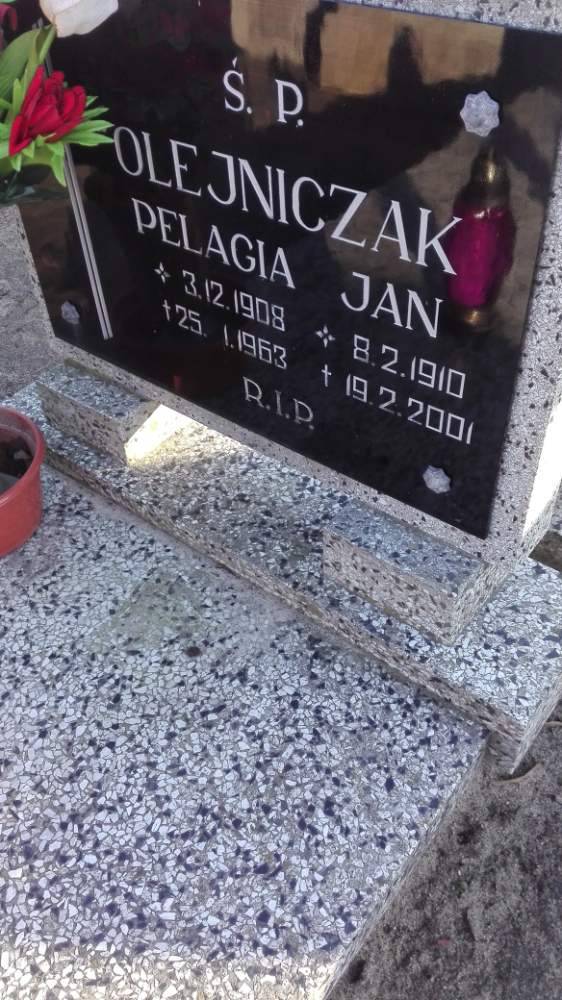 Ś. P.
OLEJNICZAK
PELAGIA JAN
3.12.1908 8.2.1910
†25. 1.1963 † 19.2.2001
R.I.P.